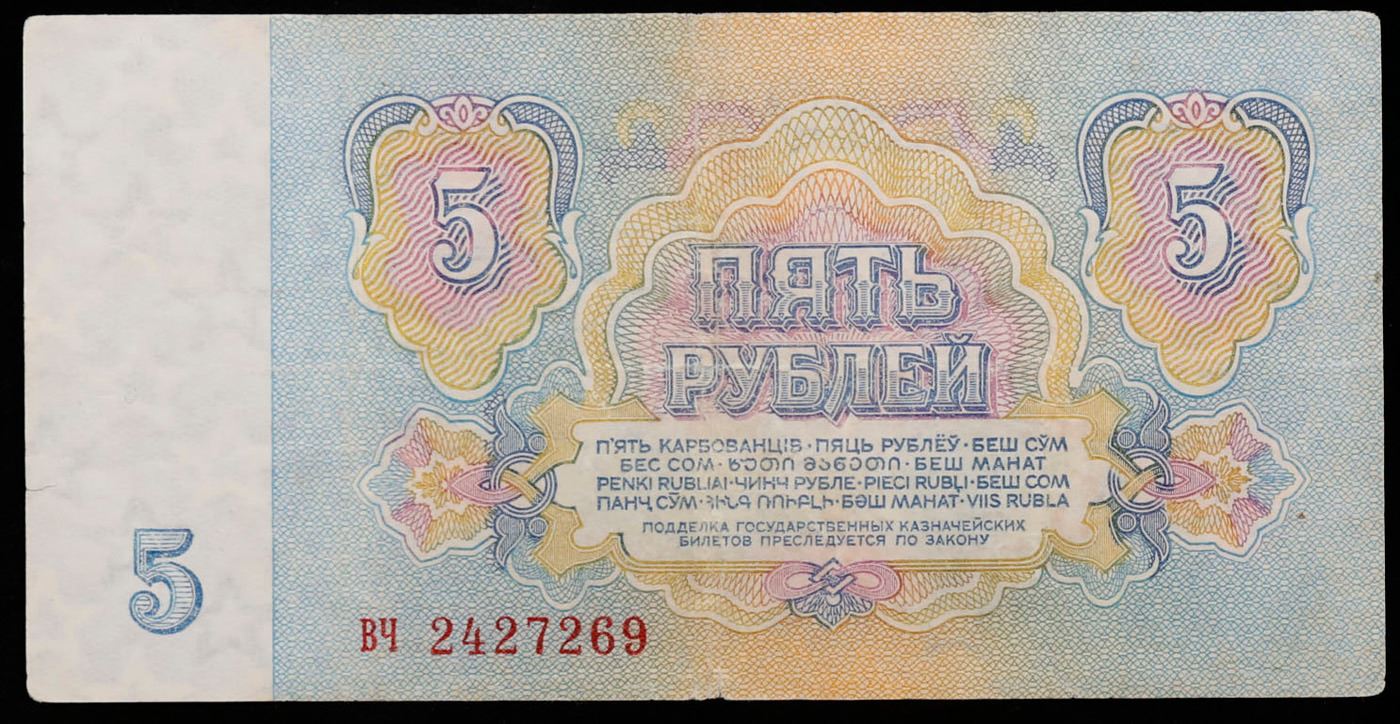 5
5
ПЯТЬ
РУБЛЕЙ
П'ЯТЬ КАРБОВАНЦІВ · ПЯЦЬ РУБЛЁЎ · БЕШ СЎМ
БЕС СОМ · ხუთი მანეთი · БЕШ МАНАТ
PENKI RUBLIAI · ЧИНЧ РУБЛЕ · PIECI RUBĻI · БЕШ СОМ
ПАНҶ СӮМ · ՀԻՆԳ ՌՈՒԲԼԻ · БӘШ МАНАТ · VIIS RUBLA
ПОДДЕЛКА ГОСУДАРСТВЕННЫХ КАЗНАЧЕЙСКИХ
БИЛЕТОВ ПРЕСЛЕДУЕТСЯ ПО ЗАКОНУ
5
ВЧ 2427269